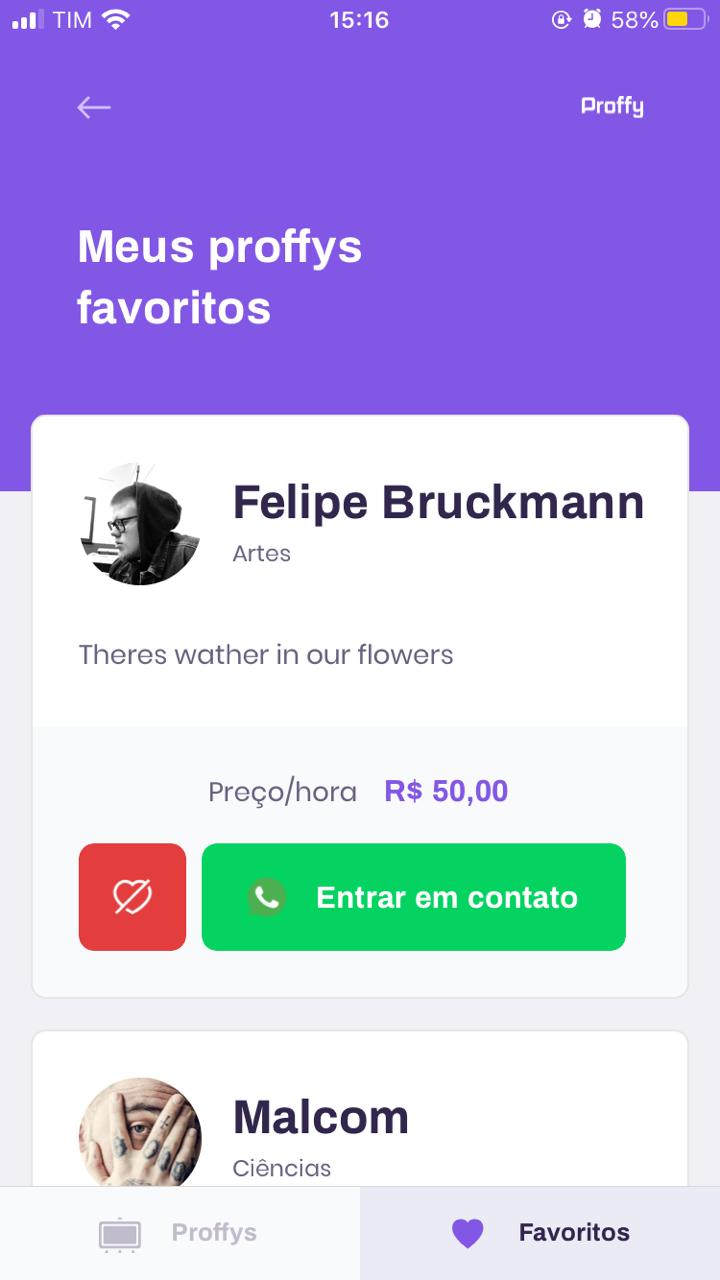 TIM 15:16 58%
Proffy
Meus proffys
favoritos
Felipe Bruckmann
Artes
Theres wather in our flowers
Preço/hora R$ 50,00
Entrar em contato
Malcom
Ciências
Proffys Favoritos